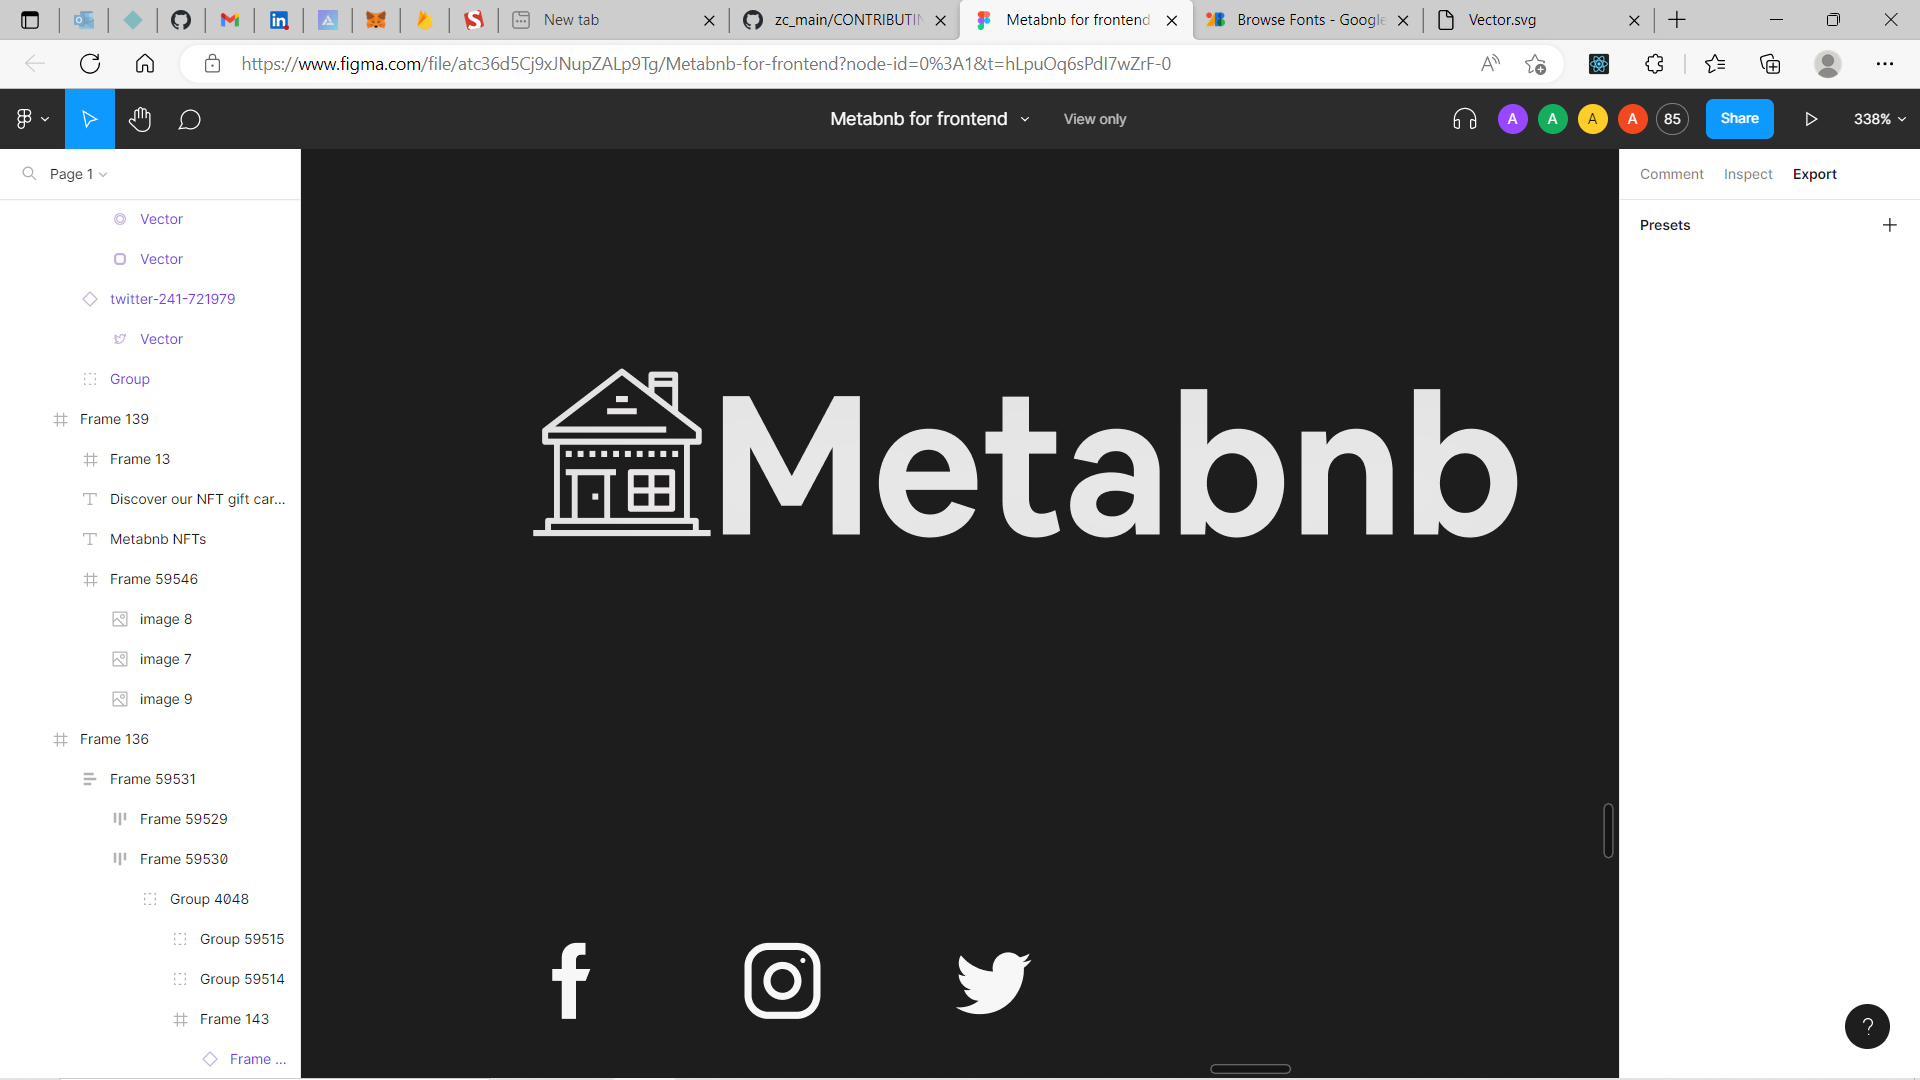 New tab
zc_main/CONTRIBUTIN
Metabnb for frontend
Browse Fonts - Google
Vector.svg
https://www.figma.com/file/atc36d5Cj9xJNupZALp9Tg/Metabnb-for-frontend?node-id=0%3A1&t=hLpuOq6sPdI7wZrF-0
Metabnb for frontend
View only
A
A
A
A
85
Share
338%
Page 1
Comment
Inspect
Export
Presets
Vector
Vector
twitter-241-721979
Vector
Group
Frame 139
Frame 13
Discover our NFT gift car...
Metabnb NFTs
Frame 59546
image 8
image 7
image 9
Frame 136
Frame 59531
Frame 59529
Frame 59530
Group 4048
Group 59515
Group 59514
Frame 143
Frame ...
Metabnb
?